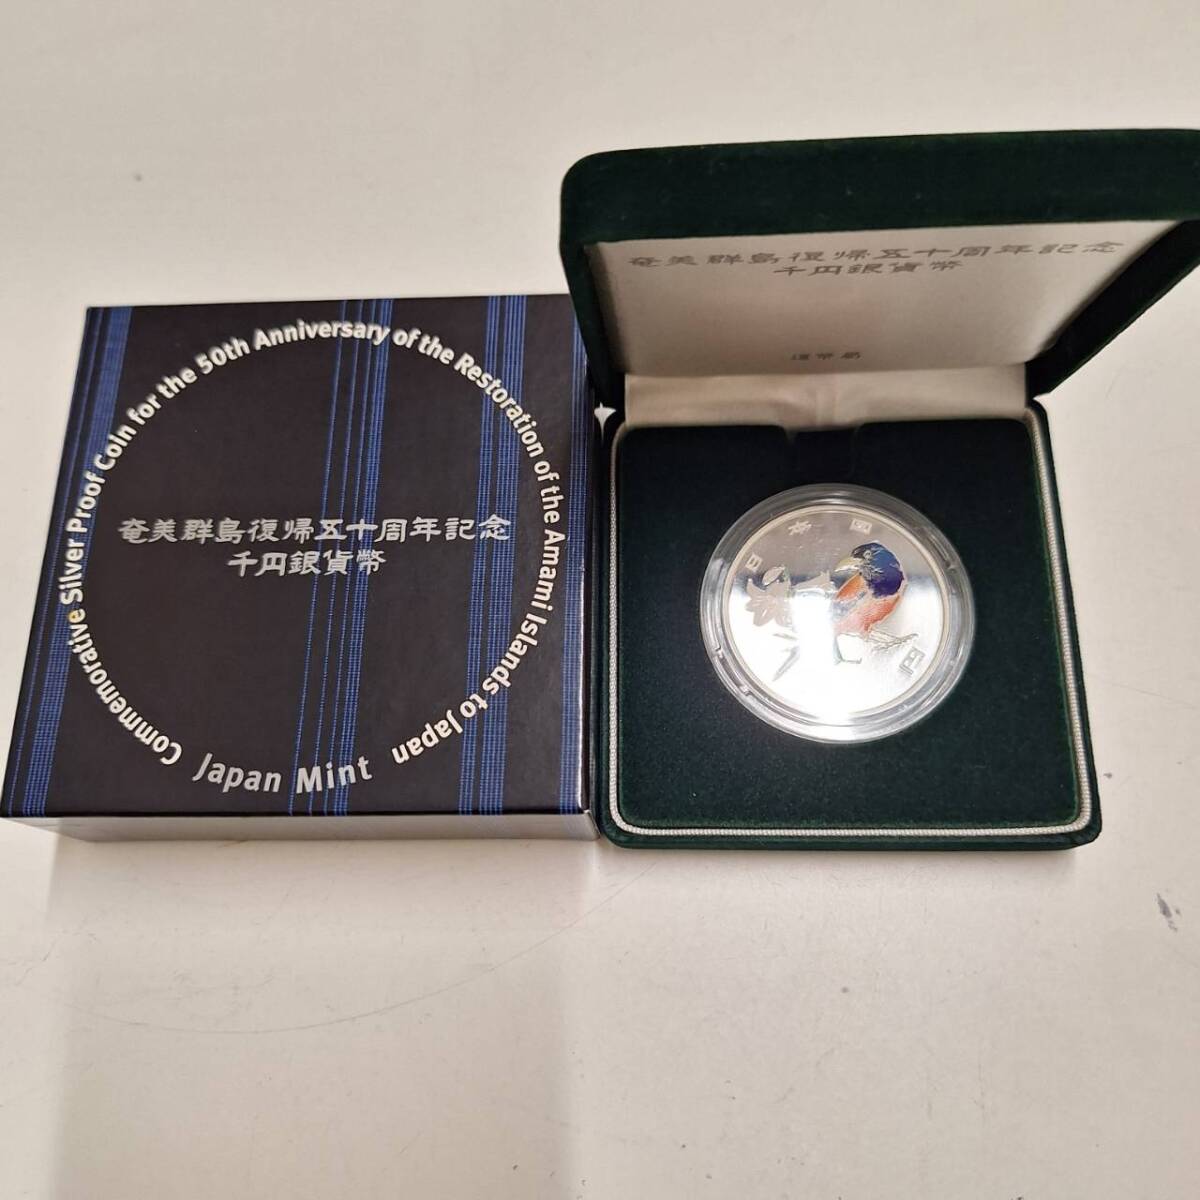 Commemorative Silver Proof Coin for the 50th Anniversary of the Restoration of the Amami Islands to Japan
奄美群島復帰五十周年記念
千円銀貨幣
Japan Mint
奄美群島復帰五十周年記念
千円銀貨幣
造幣局
日本国
千円